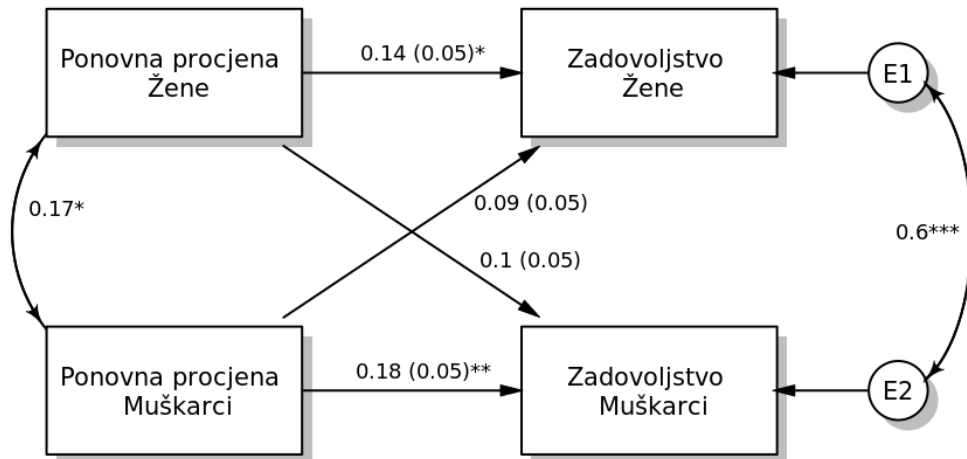 Ponovna procjena
Žene
0.14 (0.05)*
Zadovoljstvo
Žene
E1
0.17*
0.09 (0.05)
0.1 (0.05)
0.6***
Ponovna procjena
Muškarci
0.18 (0.05)**
Zadovoljstvo
Muškarci
E2